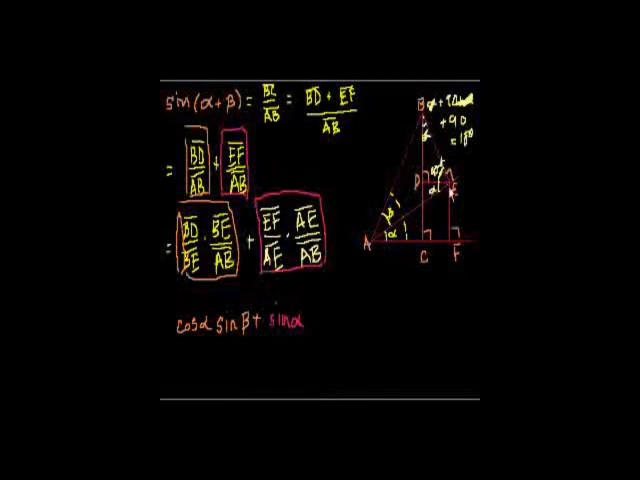 sin(α+β) = BC/AB = (BD + EF)/AB
= BD/AB + EF/AB
= BD/BE · BE/AB + EF/AE · AE/AB
cosα sinβ + sinα
B
α
+90
D
α
E
β
A
α
C
F